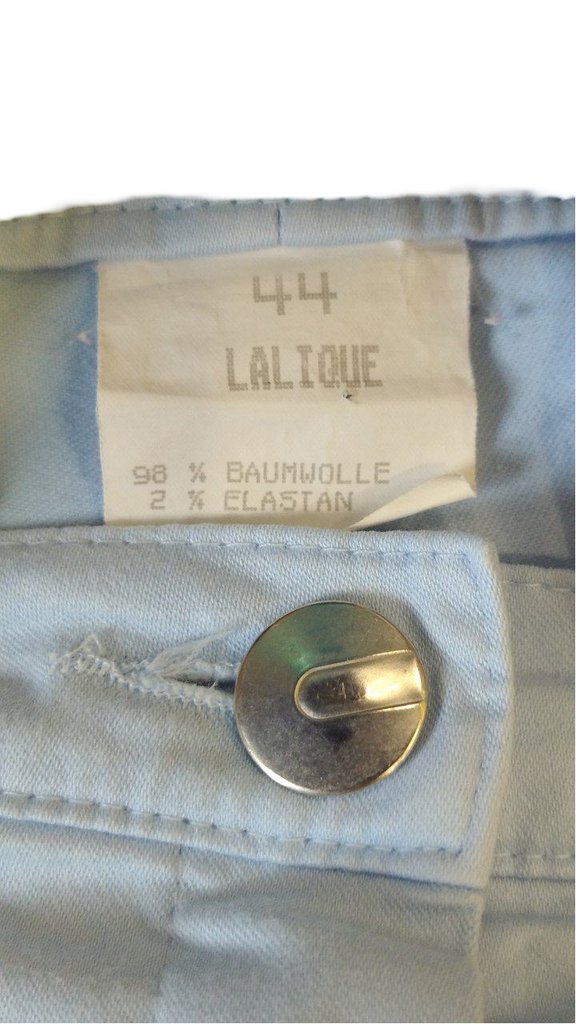 44
LALIQUE
98 % BAUMWOLLE
2 % ELASTAN